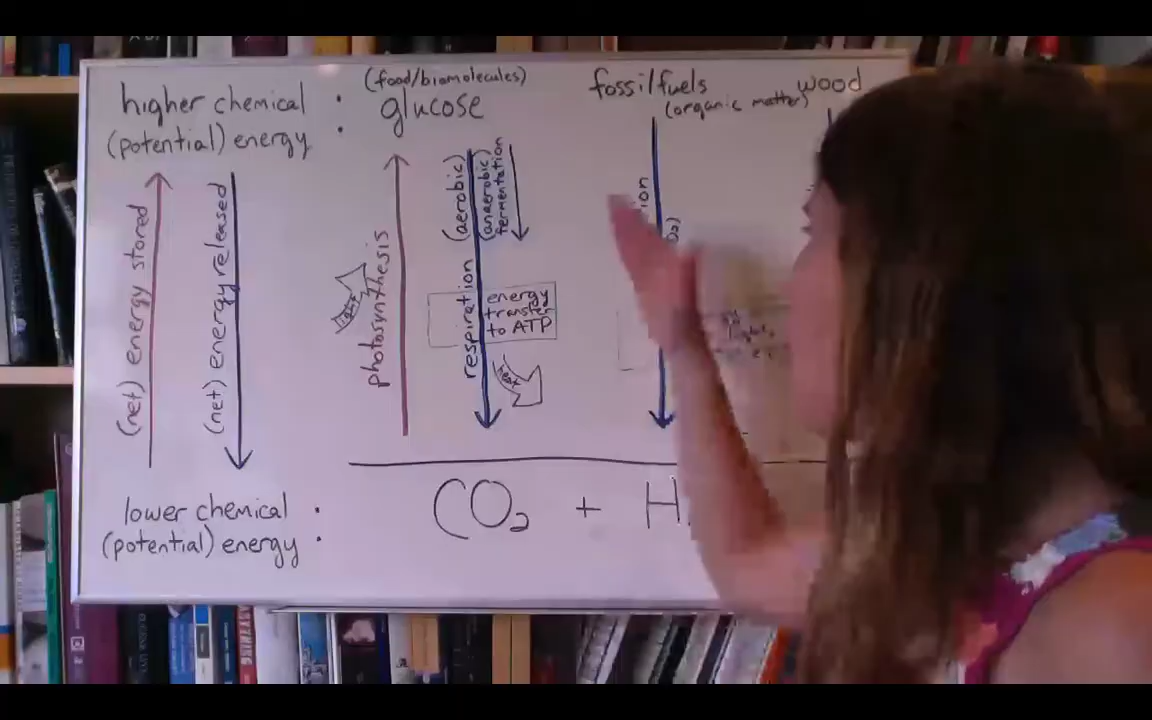 higher chemical :
(potential) energy
(food/biomolecules)
glucose
fossil fuels
(organic matter)
wood
(net) energy stored
(net) energy released
photosynthesis
respiration (aerobic)
(anaerobic)
fermentation
energy
transfer
to ATP
heat
lower chemical :
(potential) energy :
CO₂ + H